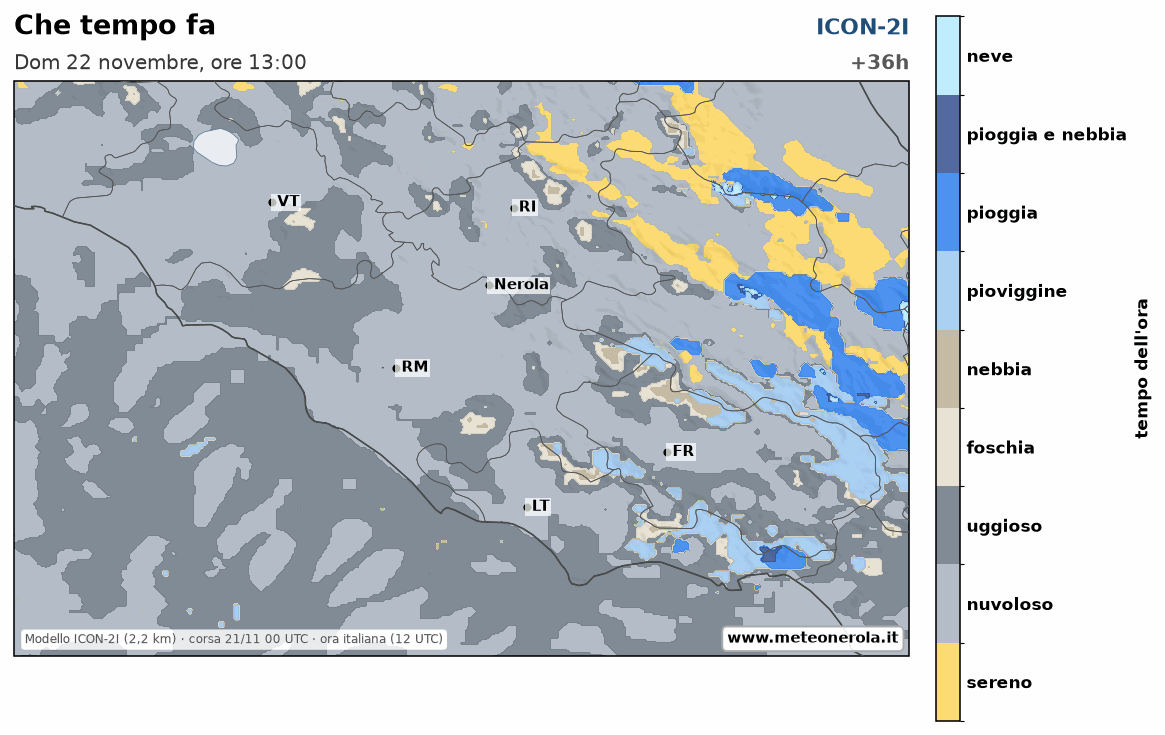 Che tempo fa
ICON-2I
Dom 22 novembre, ore 13:00
+36h
neve
pioggia e nebbia
pioggia
pioviggine
nebbia
foschia
uggioso
nuvoloso
sereno
tempo dell'ora
VT
RI
Nerola
RM
FR
LT
Modello ICON-2I (2,2 km) · corsa 21/11 00 UTC · ora italiana (12 UTC)
www.meteonerola.it